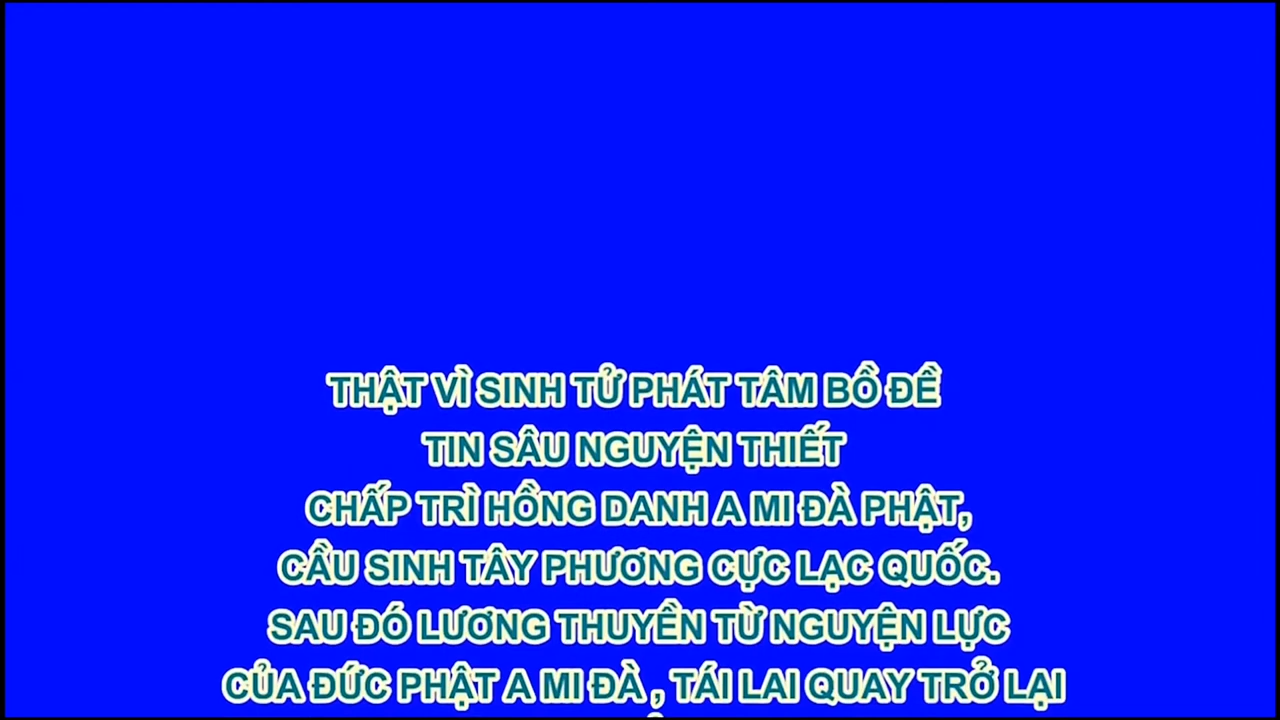 THẬT VÌ SINH TỬ PHÁT TÂM BỒ ĐỀ
TIN SÂU NGUYỆN THIẾT
CHẤP TRÌ HỒNG DANH A MI ĐÀ PHẬT,
CẦU SINH TÂY PHƯƠNG CỰC LẠC QUỐC.
SAU ĐÓ LƯƠNG THUYỀN TỪ NGUYỆN LỰC
CỦA ĐỨC PHẬT A MI ĐÀ , TÁI LAI QUAY TRỞ LẠI